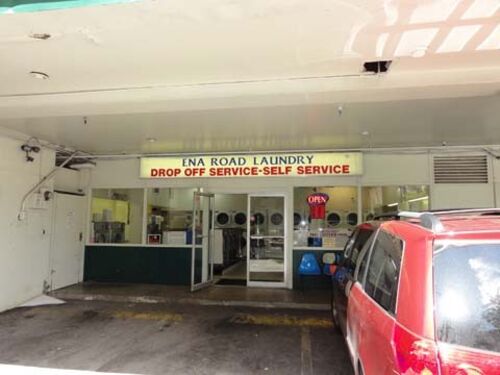 ENA ROAD LAUNDRY
DROP OFF SERVICE-SELF SERVICE
OPEN